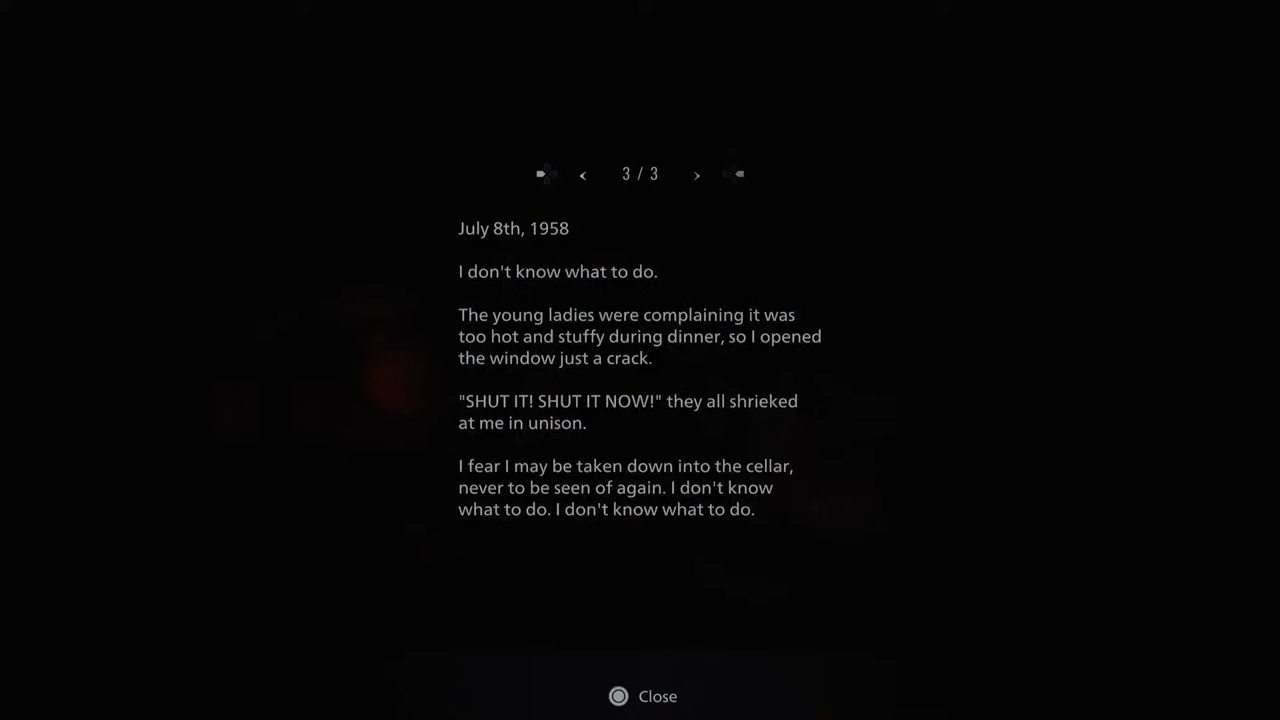 3 / 3
July 8th, 1958
I don't know what to do.
The young ladies were complaining it was
too hot and stuffy during dinner, so I opened
the window just a crack.
"SHUT IT! SHUT IT NOW!" they all shrieked
at me in unison.
I fear I may be taken down into the cellar,
never to be seen of again. I don't know
what to do. I don't know what to do.
Close